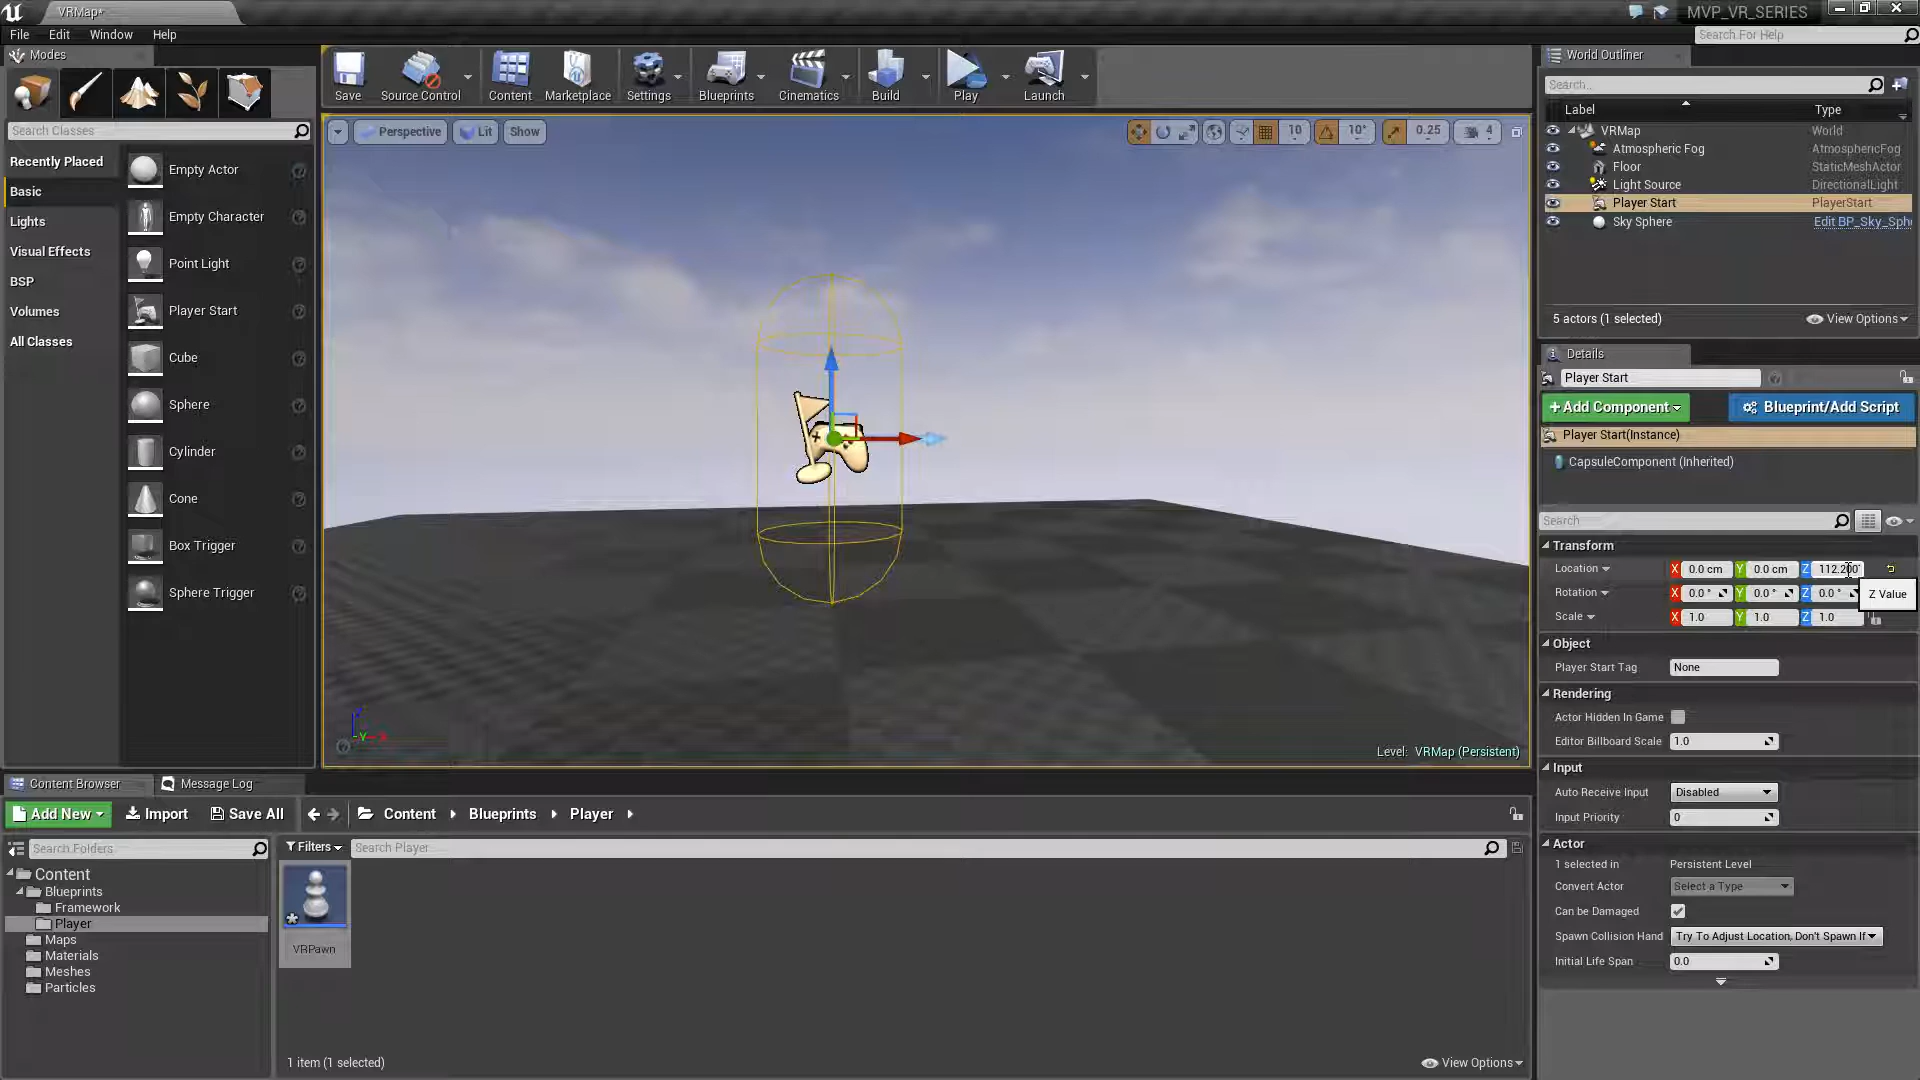 VRMap*
MVP_VR_SERIES
File Edit Window Help
Search For Help
Modes
Save
Source Control
Content
Marketplace
Settings
Blueprints
Cinematics
Build
Play
Launch
Search Classes
Recently Placed
Basic
Lights
Visual Effects
BSP
Volumes
All Classes
Empty Actor
Empty Character
Point Light
Player Start
Cube
Sphere
Cylinder
Cone
Box Trigger
Sphere Trigger
Perspective
Lit
Show
10
10°
0.25
4
Z
Y X
Level: VRMap (Persistent)
World Outliner
Search...
Label Type
VRMap World
Atmospheric Fog AtmosphericFog
Floor StaticMeshActor
Light Source DirectionalLight
Player Start PlayerStart
Sky Sphere Edit BP_Sky_Sph
5 actors (1 selected)
View Options
Details
Player Start
+Add Component
Blueprint/Add Script
Player Start(Instance)
CapsuleComponent (Inherited)
Search
Transform
Location X 0.0 cm Y 0.0 cm Z 112.200
Rotation X 0.0 ° Y 0.0 ° Z 0.0 °
Z Value
Scale X 1.0 Y 1.0 Z 1.0
Object
Player Start Tag None
Rendering
Actor Hidden In Game
Editor Billboard Scale 1.0
Input
Auto Receive Input Disabled
Input Priority 0
Actor
1 selected in Persistent Level
Convert Actor Select a Type
Can be Damaged
Spawn Collision Hand Try To Adjust Location, Don't Spawn If
Initial Life Span 0.0
Content Browser
Message Log
Add New
Import
Save All
Content
Blueprints
Player
Search Folders
Filters
Search Player
Content
Blueprints
Framework
Player
Maps
Materials
Meshes
Particles
VRPawn
1 item (1 selected)
View Options